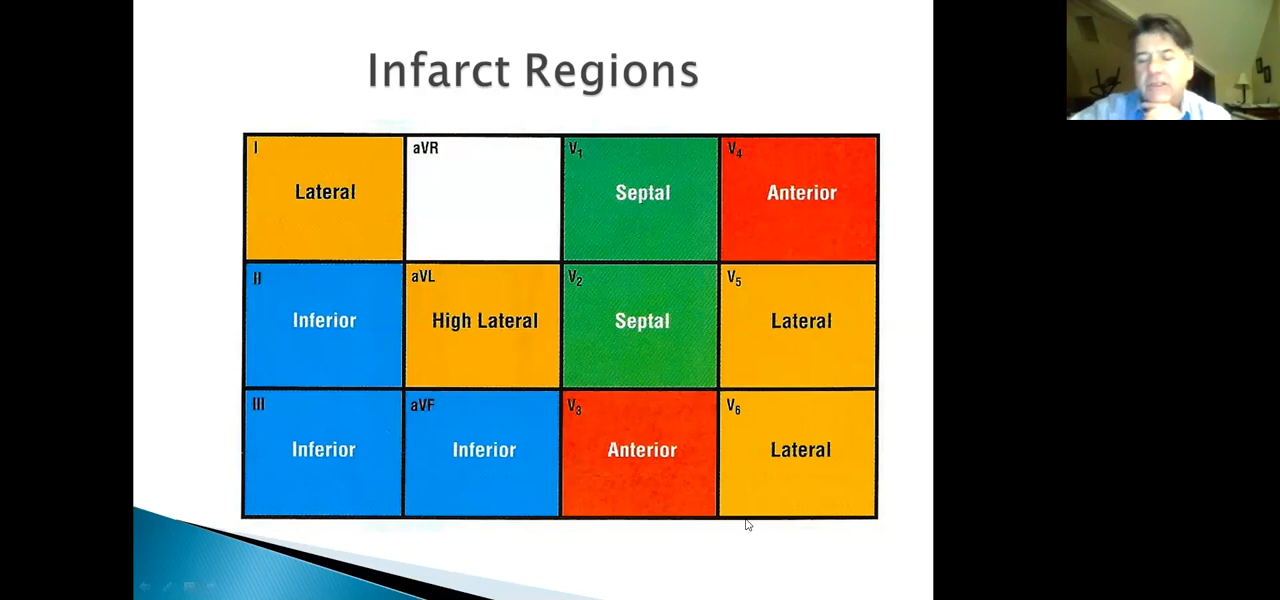 Infarct Regions
I
Lateral
aVR
V1
Septal
V4
Anterior
II
Inferior
aVL
High Lateral
V2
Septal
V5
Lateral
III
Inferior
aVF
Inferior
V3
Anterior
V6
Lateral